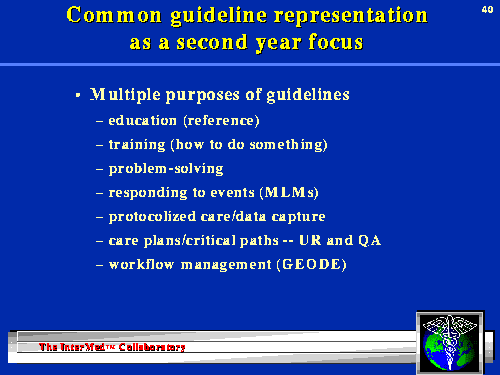 Common guideline representation
as a second year focus
40
• Multiple purposes of guidelines
– education (reference)
– training (how to do something)
– problem-solving
– responding to events (MLMs)
– protocolized care/data capture
– care plans/critical paths -- UR and QA
– workflow management (GEODE)
The InterMed™ Collaboratory